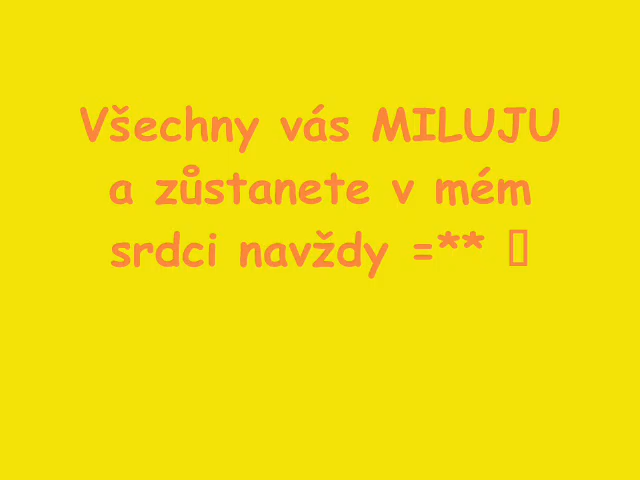 Všechny vás MILUJU
a zůstanete v mém
srdci navždy =**